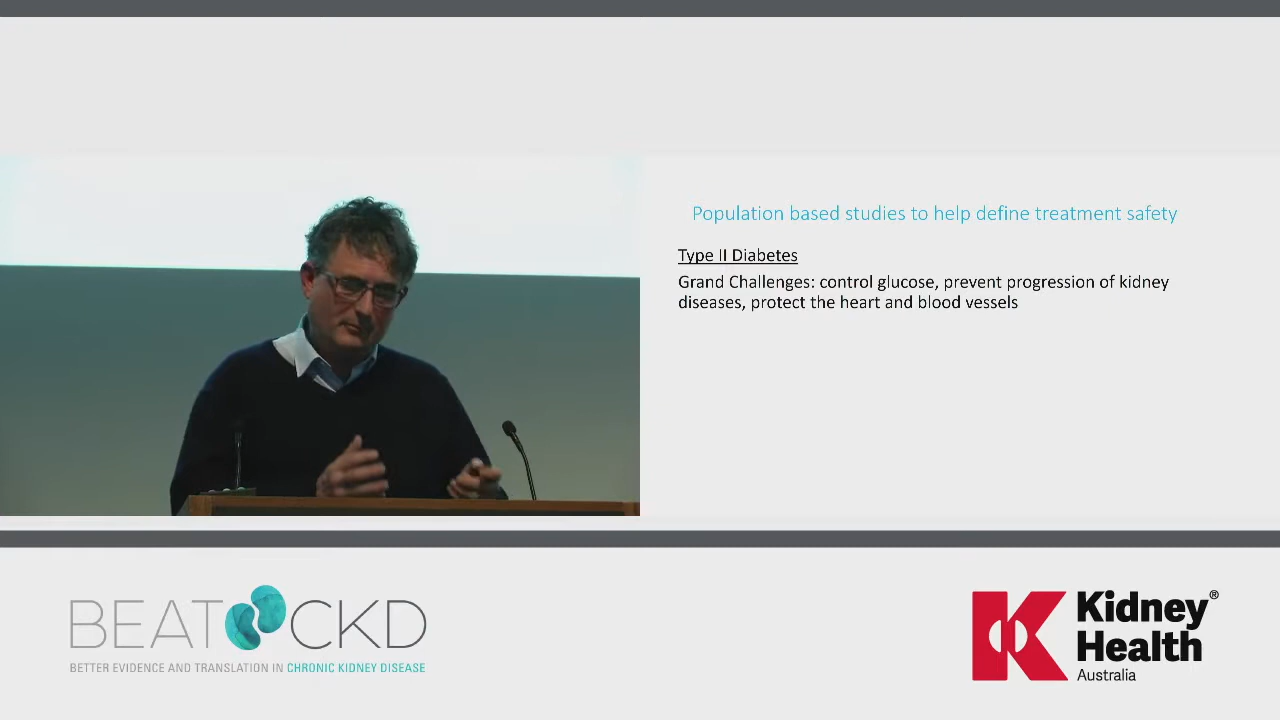 Population based studies to help define treatment safety
Type II Diabetes
Grand Challenges: control glucose, prevent progression of kidney
diseases, protect the heart and blood vessels
BEAT CKD
BETTER EVIDENCE AND TRANSLATION IN CHRONIC KIDNEY DISEASE
Kidney®
Health
Australia